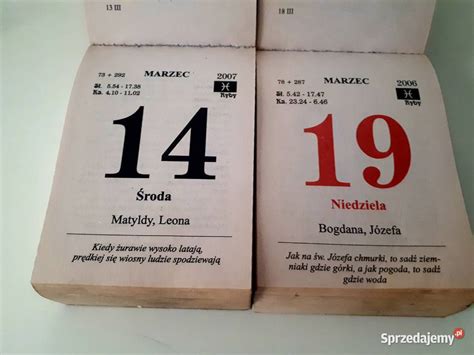 13 III
73 + 292 MARZEC 2007
Sł. 5.54 - 17.38
Ks. 4.10 - 11.02
Ryby
14
Środa
Matyldy, Leona
Kiedy żurawie wysoko latają,
prędkiej się wiosny ludzie spodziewają
18 III
78 + 287 MARZEC 2006
Sł. 5.42 - 17.47
Ks. 23.24 - 6.46
Ryby
19
Niedziela
Bogdana, Józefa
Jak na św. Józefa chmurki, to sadź ziem-
niaki gdzie górki, a jak pogoda, to sadź
gdzie woda
Sprzedajemy.pl